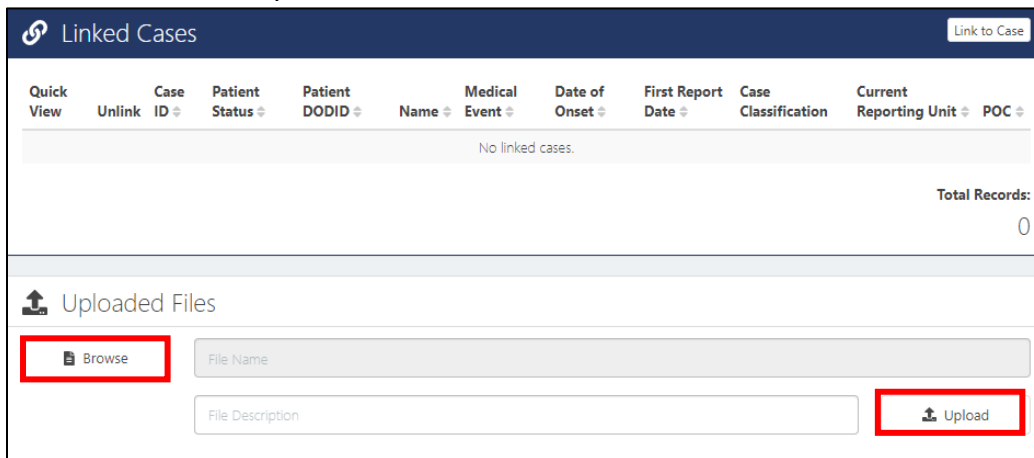 Linked Cases
Link to Case
Quick View Unlink Case ID Patient Status Patient DODID Name Medical Event Date of Onset First Report Date Case Classification Current Reporting Unit POC
No linked cases.
Total Records:
0
Uploaded Files
Browse File Name
File Description Upload